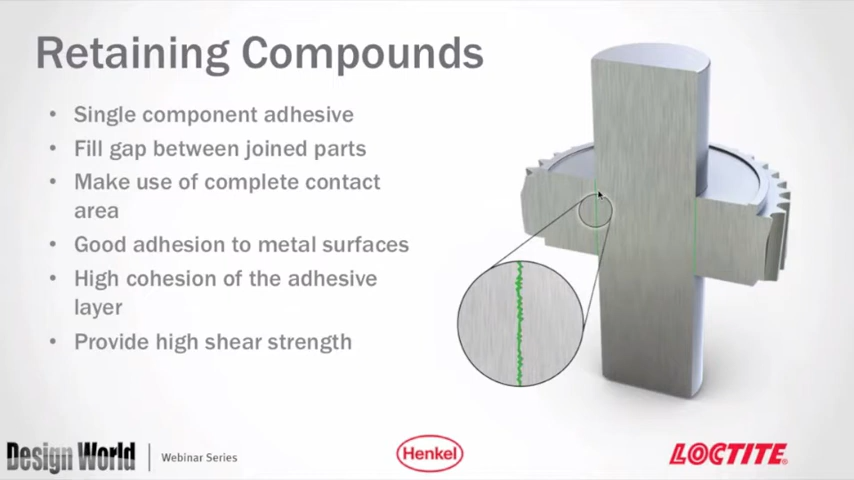 Retaining Compounds
• Single component adhesive
• Fill gap between joined parts
• Make use of complete contact
area
• Good adhesion to metal surfaces
• High cohesion of the adhesive
layer
• Provide high shear strength
Design World
Webinar Series
Henkel
LOCTITE®